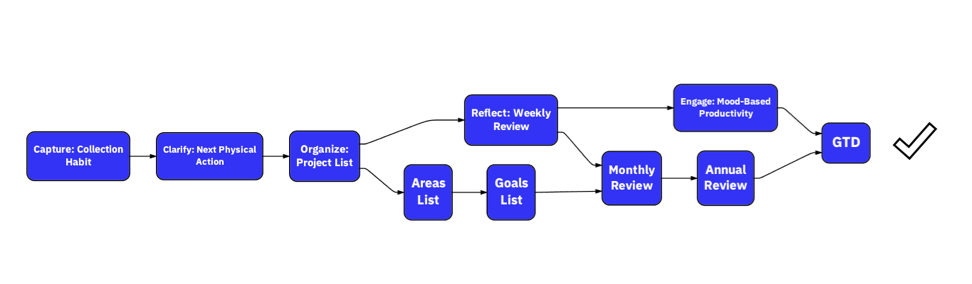 Capture: Collection
Habit
Clarify: Next Physical
Action
Organize:
Project List
Reflect: Weekly
Review
Areas
List
Goals
List
Monthly
Review
Engage: Mood-Based
Productivity
Annual
Review
GTD